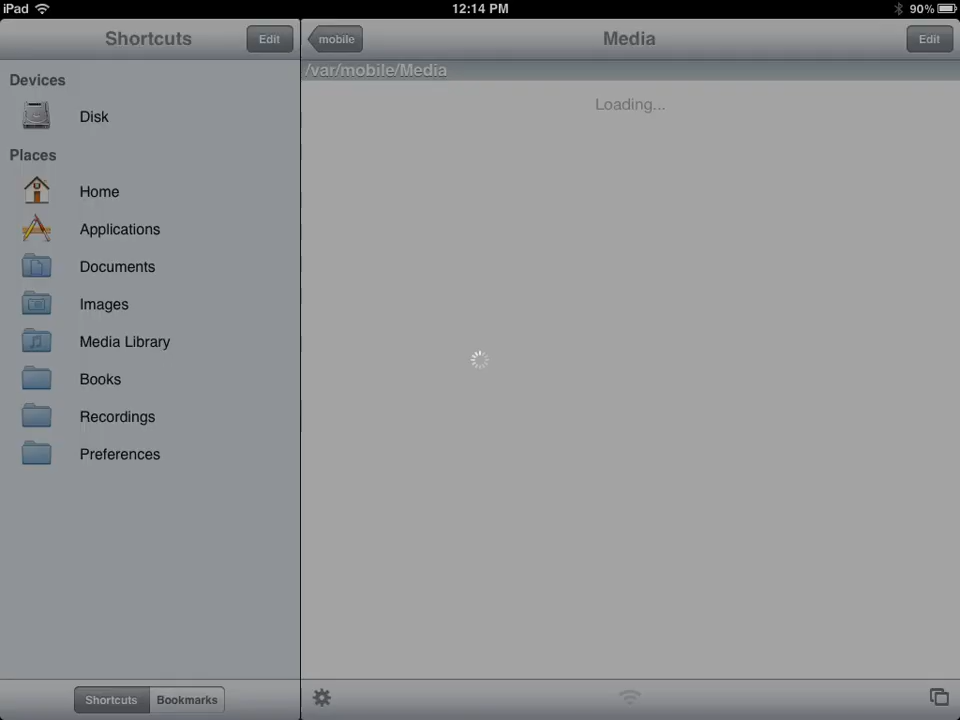 iPad 12:14 PM 90%
Shortcuts Edit mobile Media Edit
Devices
/var/mobile/Media
Disk
Loading...
Places
Home
Applications
Documents
Images
Media Library
Books
Recordings
Preferences
Shortcuts Bookmarks